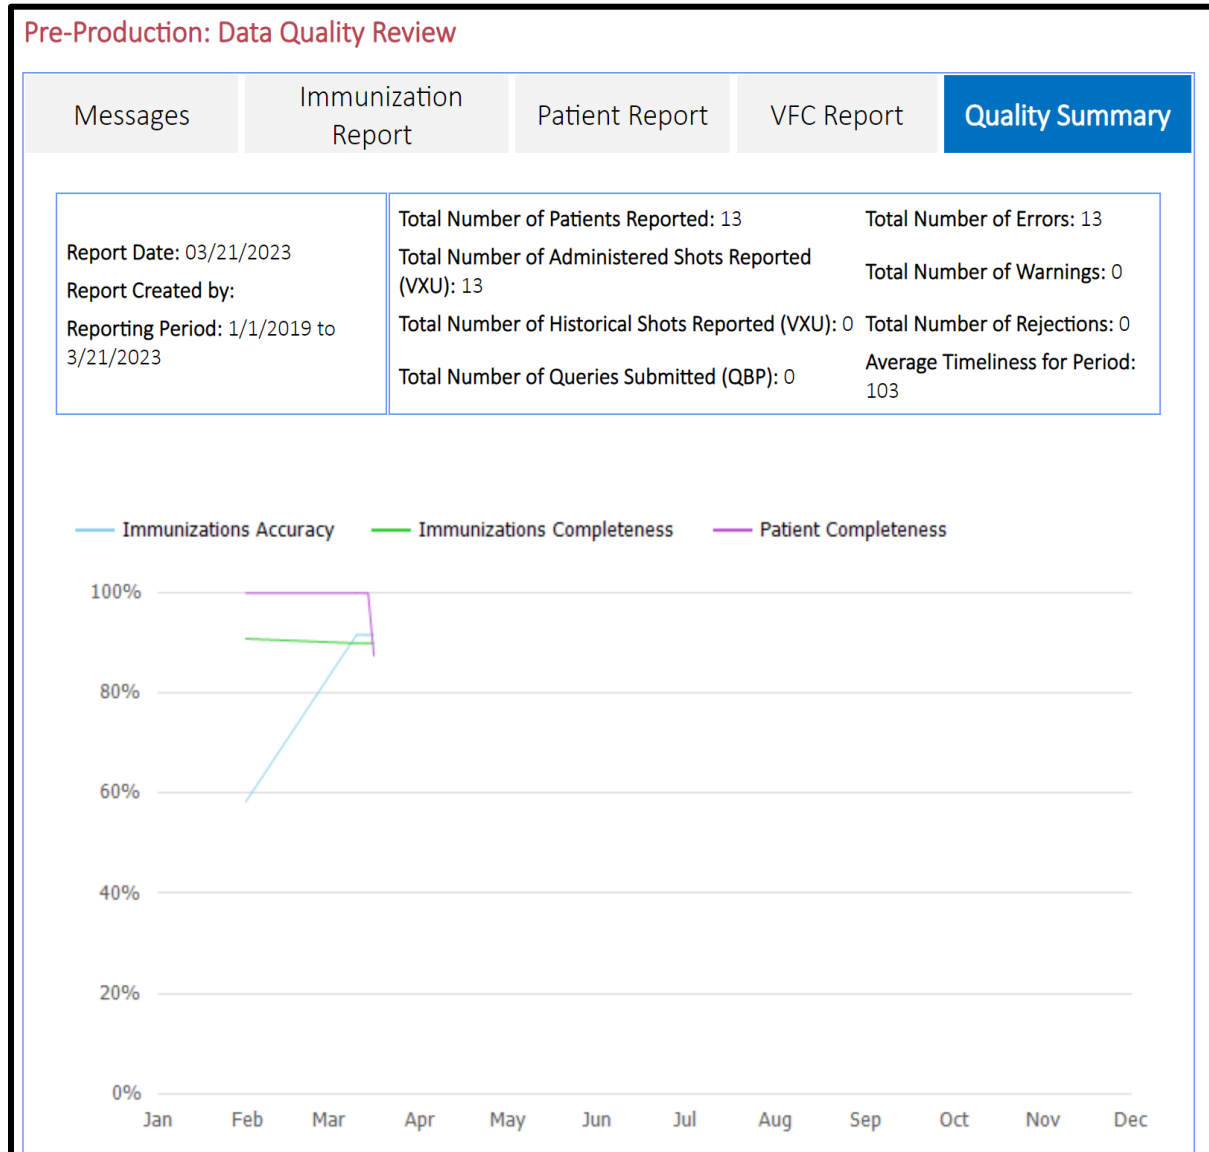 Pre-Production: Data Quality Review
Messages
Immunization
Report
Patient Report
VFC Report
Quality Summary
Report Date: 03/21/2023
Report Created by:
Reporting Period: 1/1/2019 to
3/21/2023
Total Number of Patients Reported: 13
Total Number of Administered Shots Reported
(VXU): 13
Total Number of Historical Shots Reported (VXU): 0
Total Number of Queries Submitted (QBP): 0
Total Number of Errors: 13
Total Number of Warnings: 0
Total Number of Rejections: 0
Average Timeliness for Period:
103
Immunizations Accuracy
Immunizations Completeness
Patient Completeness
100%
80%
60%
40%
20%
0%
Jan Feb Mar Apr May Jun Jul Aug Sep Oct Nov Dec